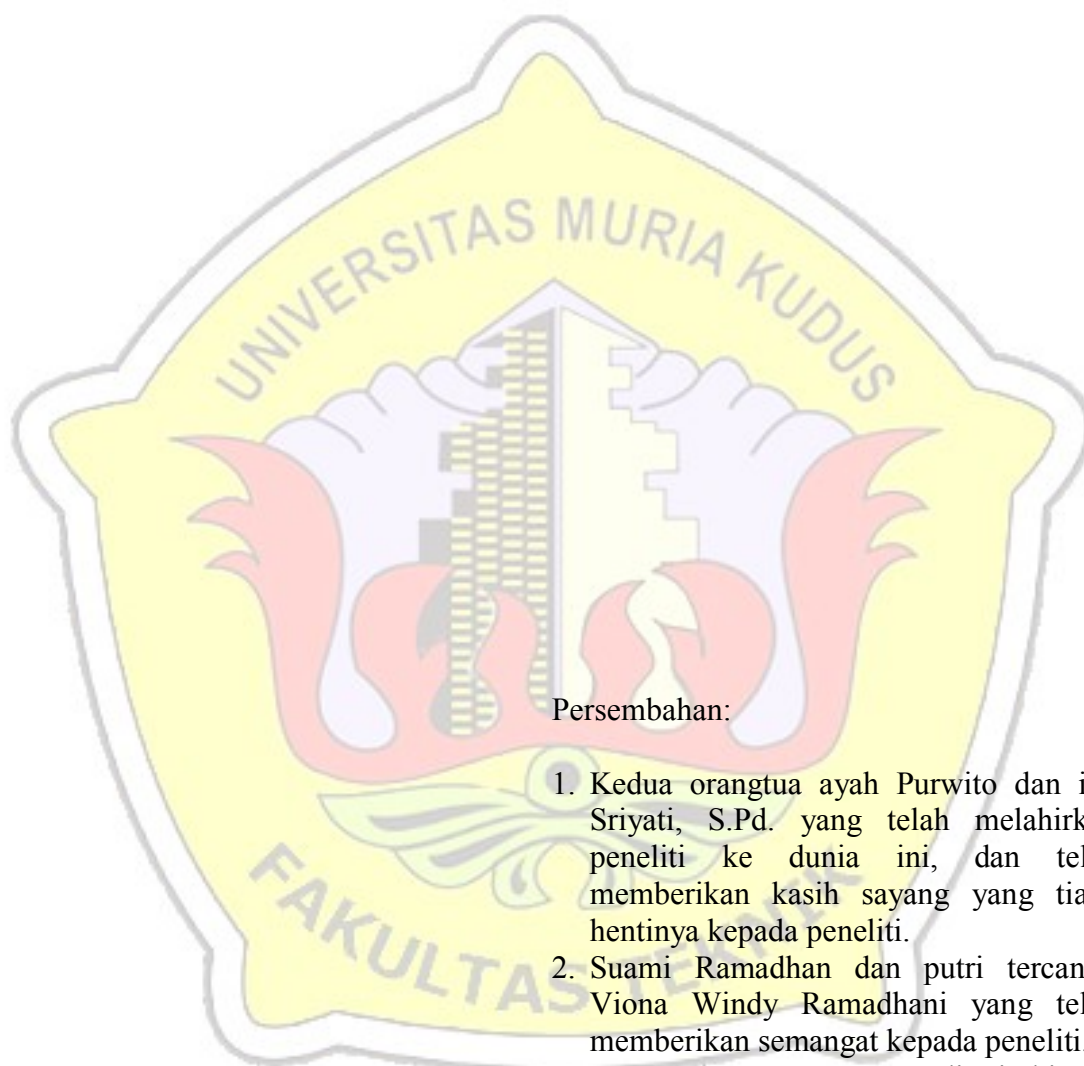 UNIVERSITAS MURIA KUDUS
Persembahan:
1. Kedua orangtua ayah Purwito dan
Sriyati, S.Pd. yang telah
peneliti ke dunia ini, dan
memberikan kasih sayang yang
hentinya kepada peneliti.
2. Suami Ramadhan dan putri
Viona Windy Ramadhani yang
memberikan semangat kepada peneliti.
FAKULTAS TEKNIK